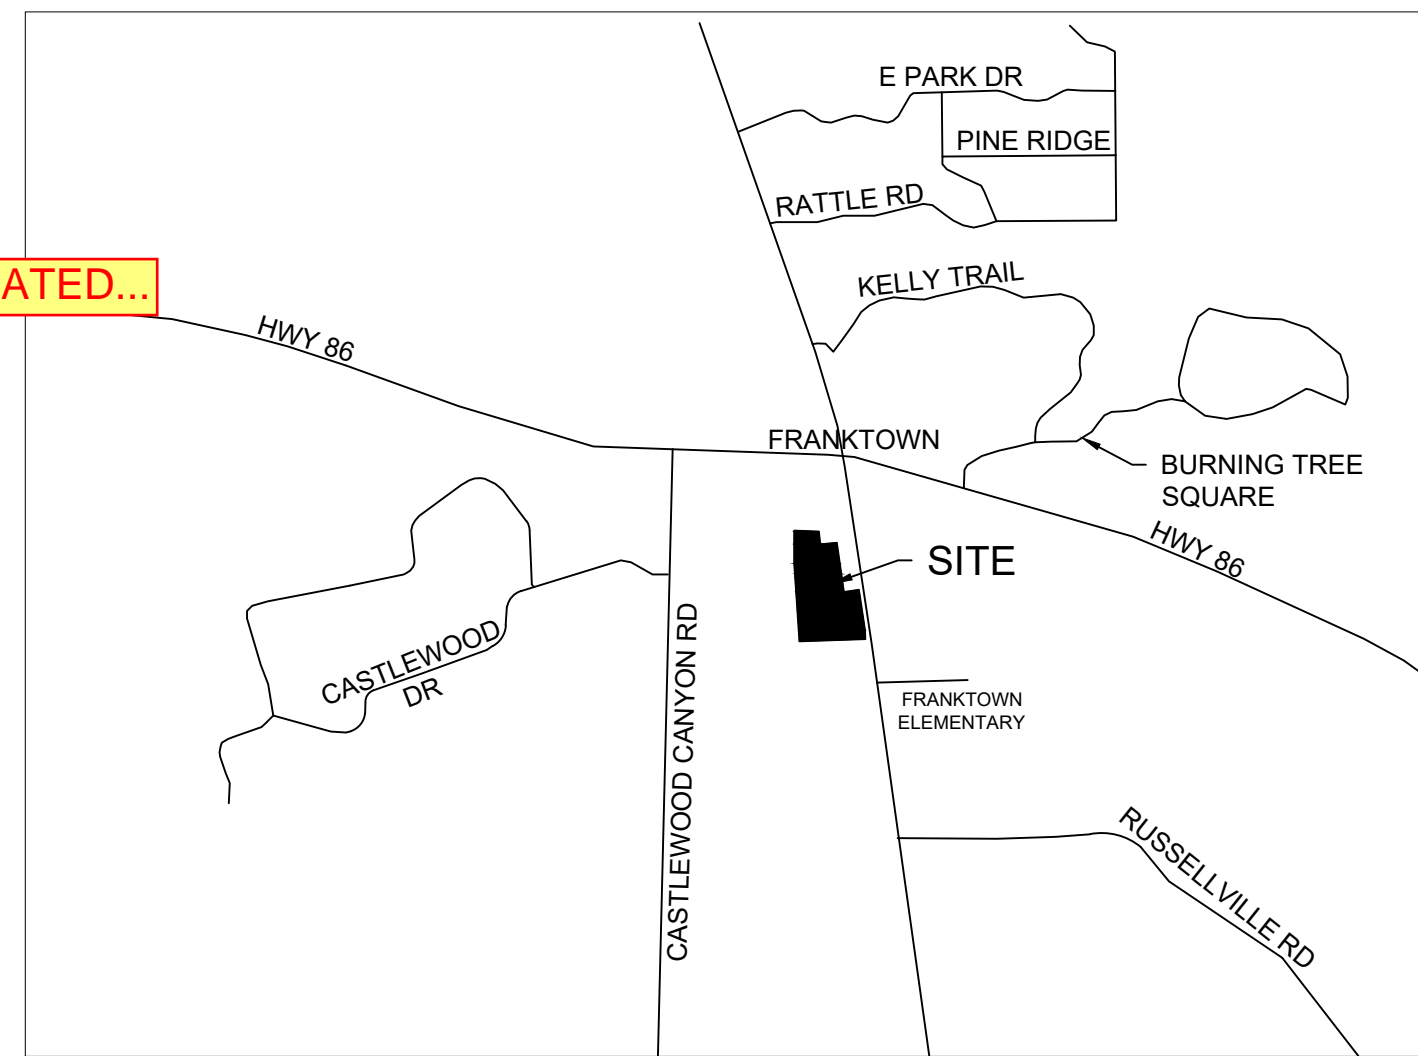 E PARK DR
PINE RIDGE
RATTLE RD
KELLY TRAIL
ATED...
HWY 86
FRANKTOWN
BURNING TREE
SQUARE
HWY 86
SITE
CASTLEWOOD
DR
CASTLEWOOD CANYON RD
FRANKTOWN
ELEMENTARY
RUSSELLVILLE RD